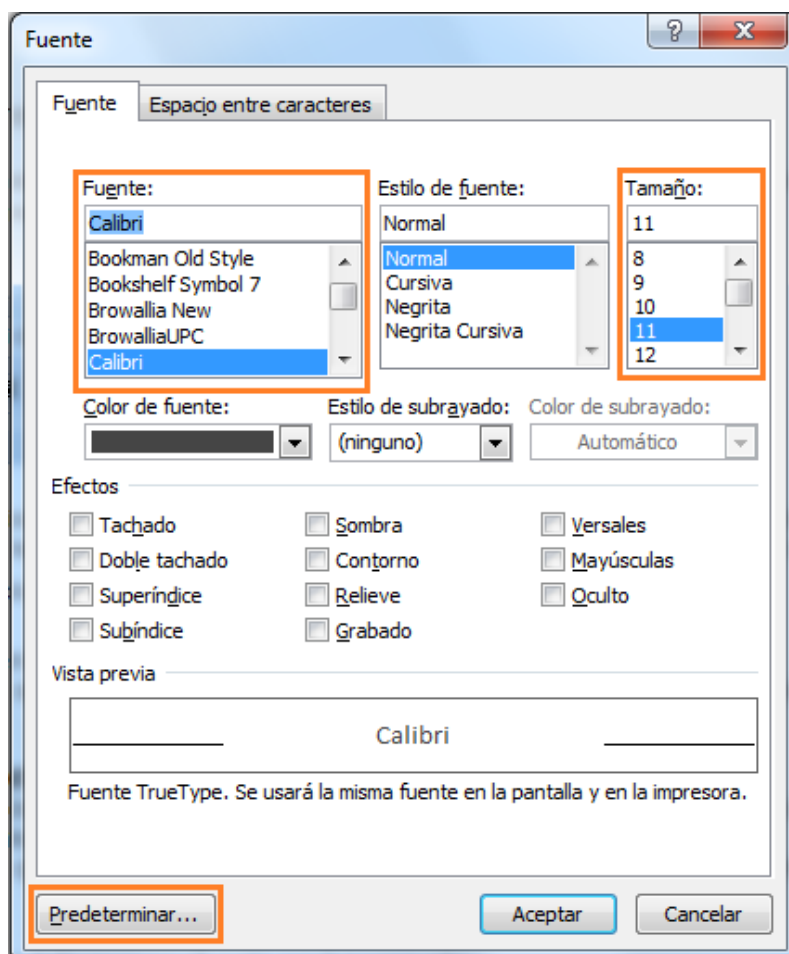 Fuente
Fuente Espacio entre caracteres
Fuente: Estilo de fuente: Tamaño:
Calibri Normal 11
Bookman Old Style Normal 8
Bookshelf Symbol 7 Cursiva 9
Browallia New Negrita 10
BrowalliaUPC Negrita Cursiva 11
Calibri 12
Color de fuente: Estilo de subrayado: Color de subrayado:
(ninguno) Automático
Efectos
Tachado Sombra Versales
Doble tachado Contorno Mayúsculas
Superíndice Relieve Oculto
Subíndice Grabado
Vista previa
Calibri
Fuente TrueType. Se usará la misma fuente en la pantalla y en la impresora.
Predeterminar... Aceptar Cancelar